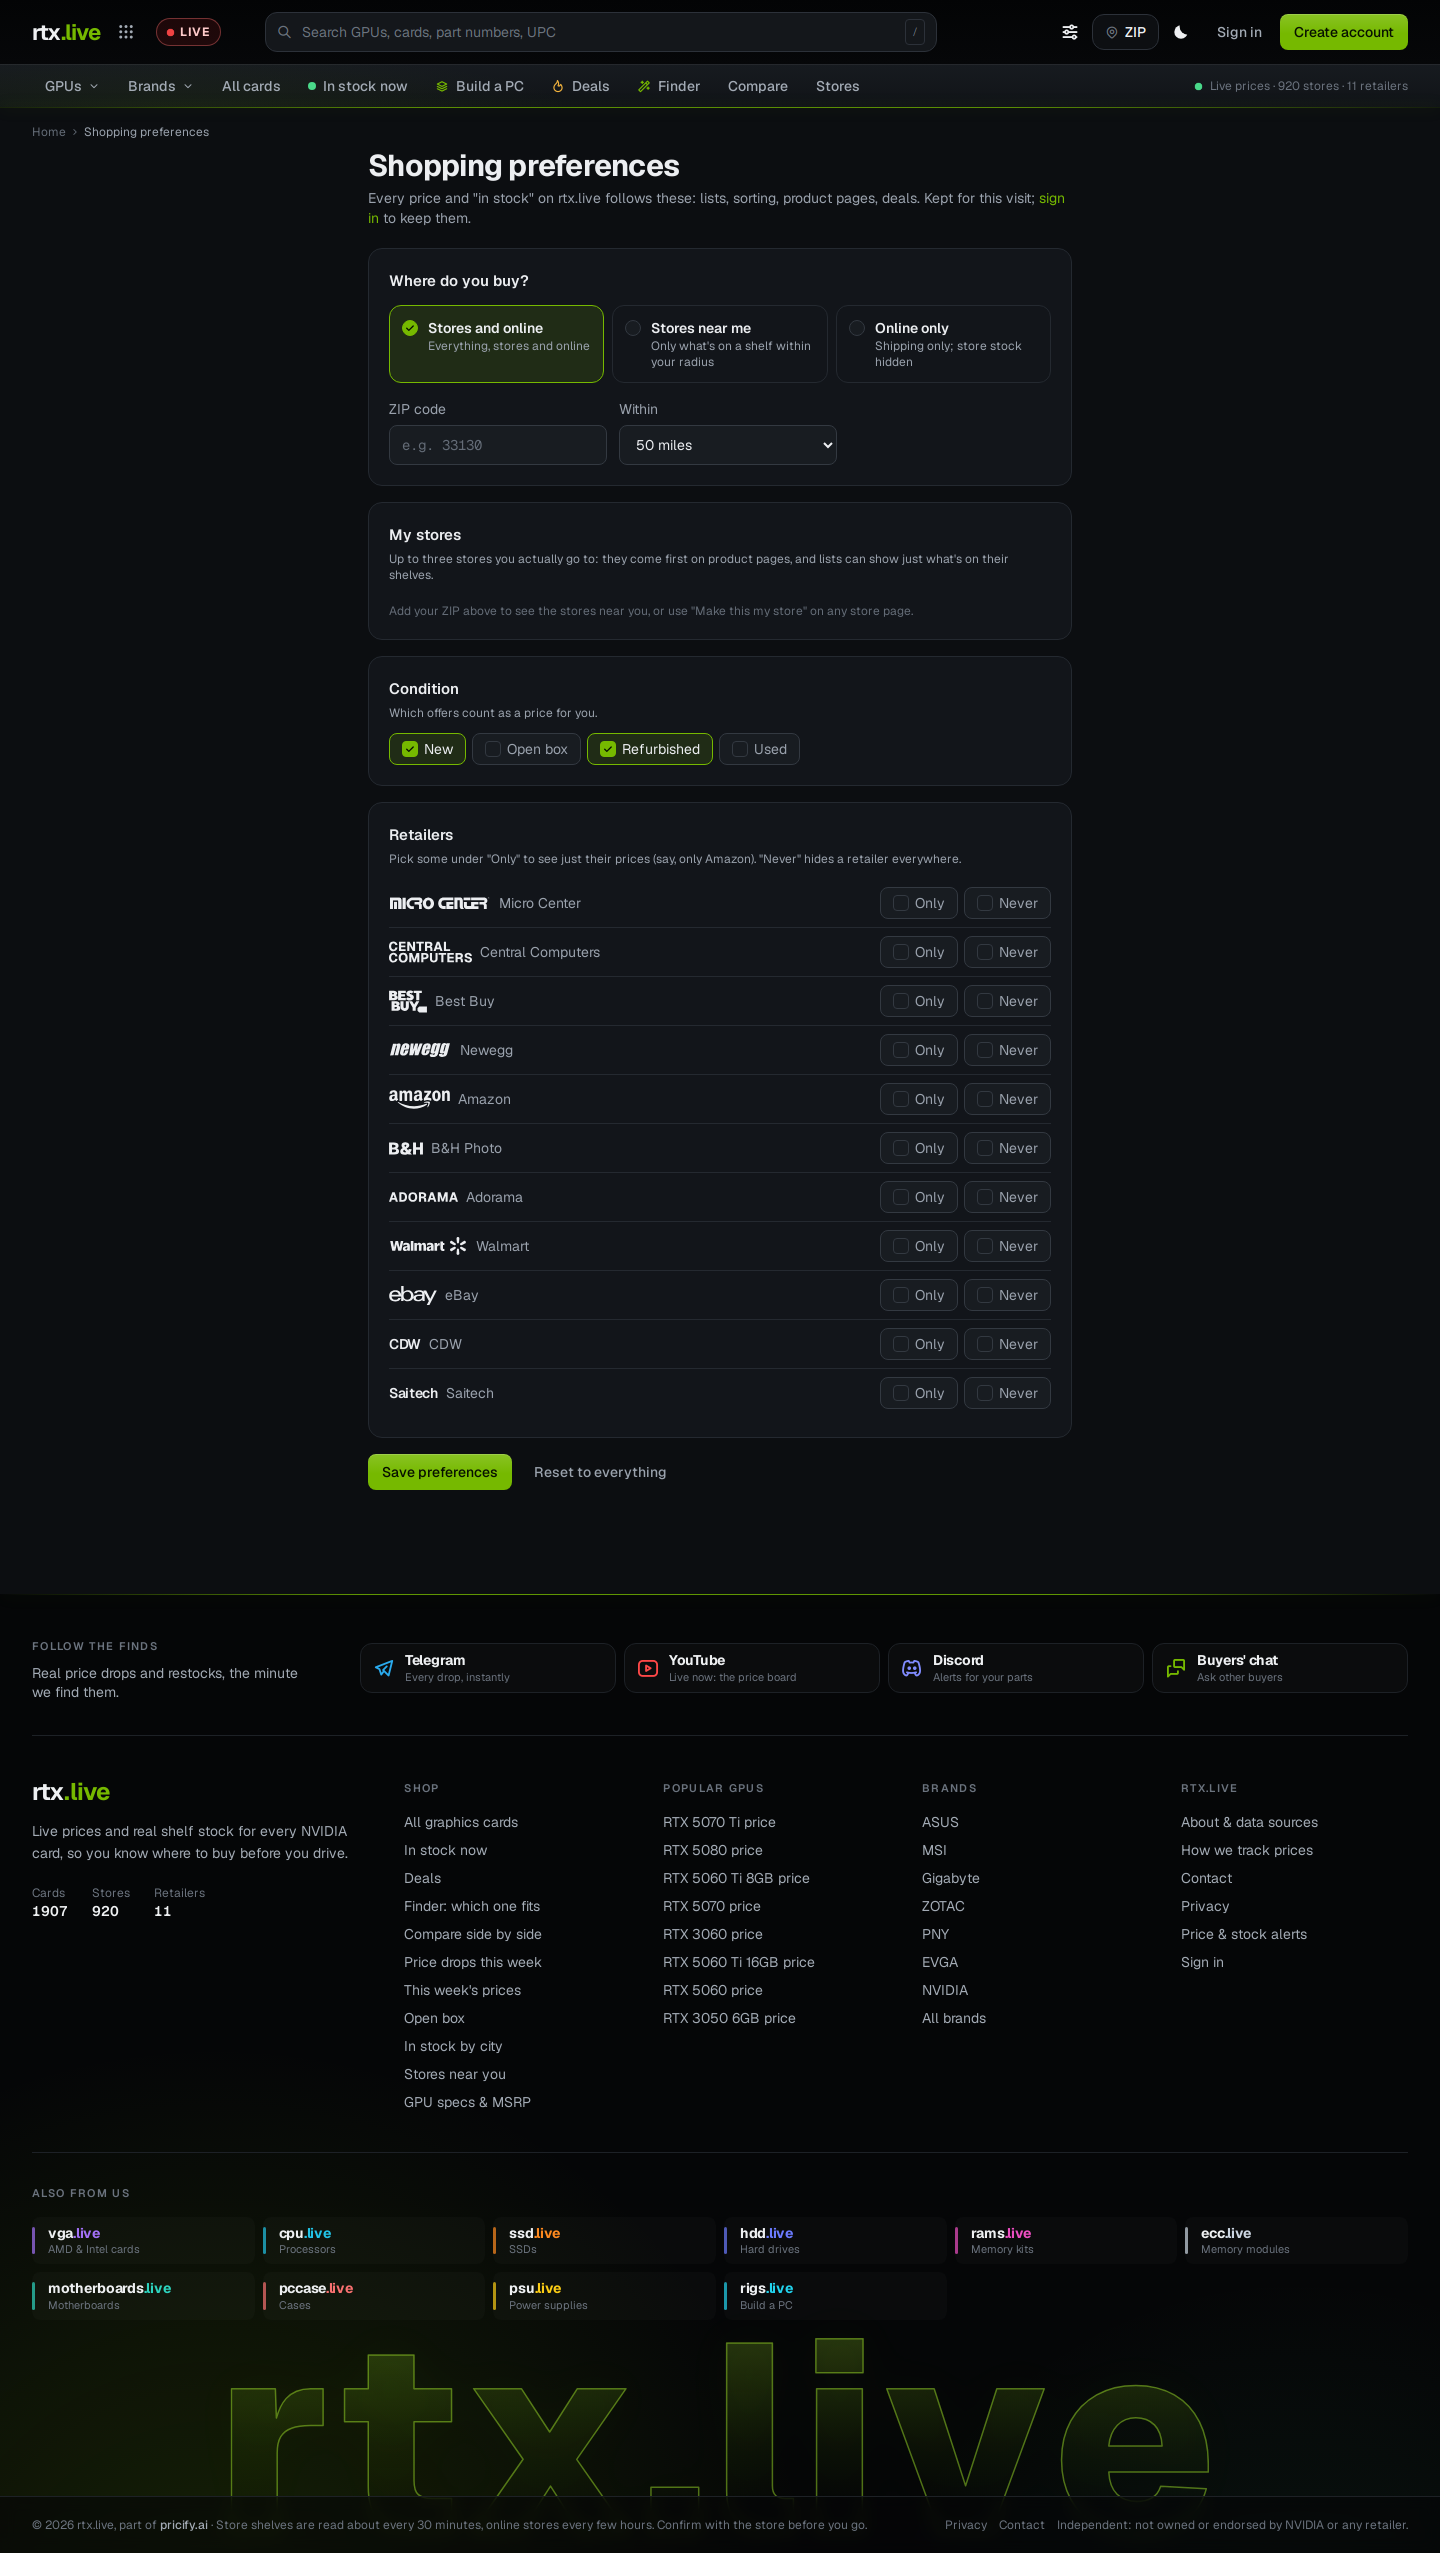 rtx.live
LIVE
Search GPUs, cards, part numbers, UPC
/
ZIP
Sign in
Create account
GPUs
Brands
All cards
In stock now
Build a PC
Deals
Finder
Compare
Stores
Live prices · 920 stores · 11 retailers
Home › Shopping preferences
Shopping preferences
Every price and "in stock" on rtx.live follows these: lists, sorting, product pages, deals. Kept for this visit; sign
in to keep them.
Where do you buy?
Stores and online
Everything, stores and online
Stores near me
Only what's on a shelf within
your radius
Online only
Shipping only; store stock
hidden
ZIP code
Within
e.g. 33130
50 miles
My stores
Up to three stores you actually go to: they come first on product pages, and lists can show just what's on their
shelves.
Add your ZIP above to see the stores near you, or use "Make this my store" on any store page.
Condition
Which offers count as a price for you.
New
Open box
Refurbished
Used
Retailers
Pick some under "Only" to see just their prices (say, only Amazon). "Never" hides a retailer everywhere.
MICRO CENTER Micro Center Only Never
CENTRAL
COMPUTERS Central Computers Only Never
BEST
BUY Best Buy Only Never
newegg Newegg Only Never
amazon Amazon Only Never
B&H B&H Photo Only Never
ADORAMA Adorama Only Never
Walmart Walmart Only Never
ebay eBay Only Never
CDW CDW Only Never
Saitech Saitech Only Never
Save preferences
Reset to everything
FOLLOW THE FINDS
Real price drops and restocks, the minute
we find them.
Telegram
Every drop, instantly
YouTube
Live now: the price board
Discord
Alerts for your parts
Buyers' chat
Ask other buyers
rtx.live
Live prices and real shelf stock for every NVIDIA
card, so you know where to buy before you drive.
Cards Stores Retailers
1907 920 11
SHOP
All graphics cards
In stock now
Deals
Finder: which one fits
Compare side by side
Price drops this week
This week's prices
Open box
In stock by city
Stores near you
GPU specs & MSRP
POPULAR GPUS
RTX 5070 Ti price
RTX 5080 price
RTX 5060 Ti 8GB price
RTX 5070 price
RTX 3060 price
RTX 5060 Ti 16GB price
RTX 5060 price
RTX 3050 6GB price
BRANDS
ASUS
MSI
Gigabyte
ZOTAC
PNY
EVGA
NVIDIA
All brands
RTX.LIVE
About & data sources
How we track prices
Contact
Privacy
Price & stock alerts
Sign in
ALSO FROM US
vga.live
AMD & Intel cards
cpu.live
Processors
ssd.live
SSDs
hdd.live
Hard drives
rams.live
Memory kits
ecc.live
Memory modules
motherboards.live
Motherboards
pccase.live
Cases
psu.live
Power supplies
rigs.live
Build a PC
rtx.live
© 2026 rtx.live, part of pricify.ai · Store shelves are read about every 30 minutes, online stores every few hours. Confirm with the store before you go.
Privacy Contact Independent: not owned or endorsed by NVIDIA or any retailer.